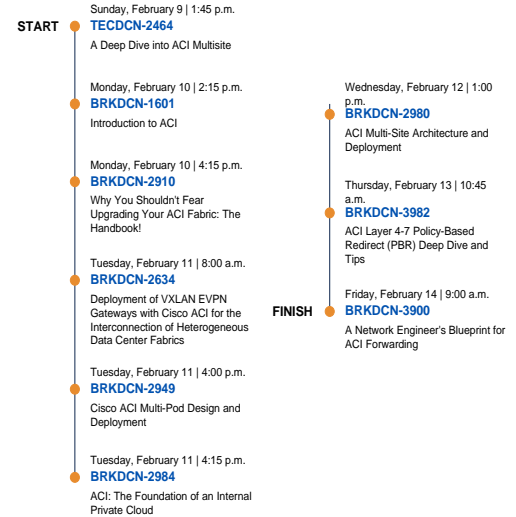 Sunday, February 9 | 1:45 p.m.
START
TECDCN-2464
A Deep Dive into ACI Multisite
Monday, February 10 | 2:15 p.m.
BRKDCN-1601
Introduction to ACI
Monday, February 10 | 4:15 p.m.
BRKDCN-2910
Why You Shouldn't Fear
Upgrading Your ACI Fabric: The
Handbook!
Tuesday, February 11 | 8:00 a.m.
BRKDCN-2634
Deployment of VXLAN EVPN
Gateways with Cisco ACI for the
Interconnection of Heterogeneous
Data Center Fabrics
Tuesday, February 11 | 4:00 p.m.
BRKDCN-2949
Cisco ACI Multi-Pod Design and
Deployment
Tuesday, February 11 | 4:15 p.m.
BRKDCN-2984
ACI: The Foundation of an Internal
Private Cloud
Wednesday, February 12 | 1:00
p.m.
BRKDCN-2980
ACI Multi-Site Architecture and
Deployment
Thursday, February 13 | 10:45
a.m.
BRKDCN-3982
ACI Layer 4-7 Policy-Based
Redirect (PBR) Deep Dive and
Tips
Friday, February 14 | 9:00 a.m.
FINISH
BRKDCN-3900
A Network Engineer's Blueprint for
ACI Forwarding